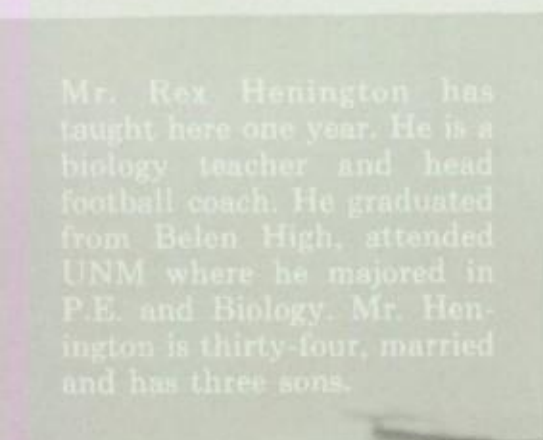 Mr. Rex Henington has
taught here one year. He is a
biology teacher and head
football coach. He graduated
from Belen High, attended
UNM where he majored in
P.E. and Biology. Mr. Hen-
ington is thirty-four, married
and has three sons.